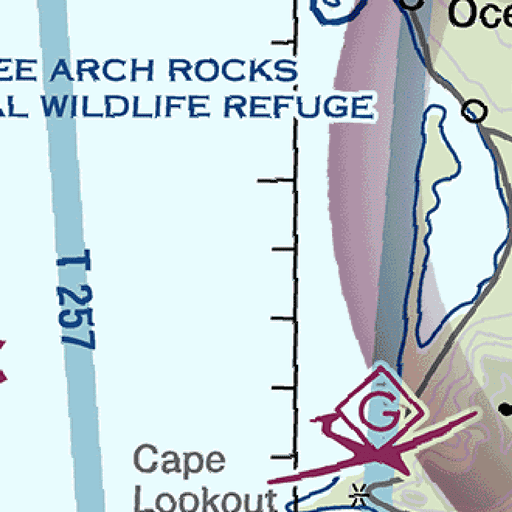 Oce
EE ARCH ROCKS
AL WILDLIFE REFUGE
T 257
G
Cape
Lookout